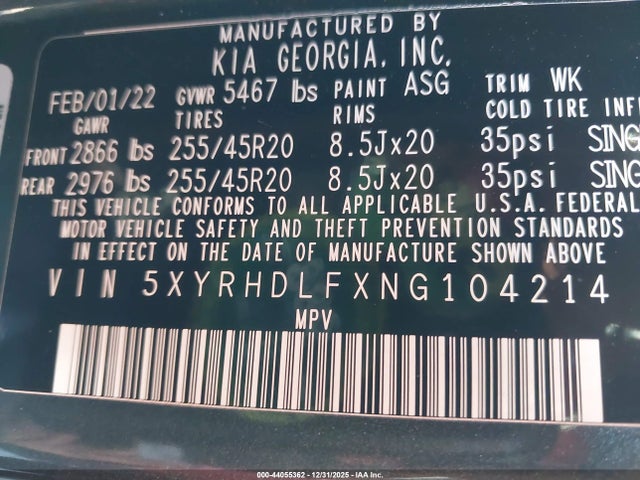 MANUFACTURED BY
KIA GEORGIA, INC.
FEB/01/22 GVWR 5467 lbs PAINT ASG TRIM WK
GAWR TIRES RIMS COLD TIRE INF
FRONT 2866 lbs 255/45R20 8.5Jx20 35psi SING
REAR 2976 lbs 255/45R20 8.5Jx20 35psi SING
THIS VEHICLE CONFORMS TO ALL APPLICABLE U.S.A. FEDERAL
MOTOR VEHICLE SAFETY AND THEFT PREVENTION STANDARDS
IN EFFECT ON THE DATE OF MANUFACTURE SHOWN ABOVE
VIN 5XYRHDLFXNG104214
MPV
000-44055362 - 12/31/2025 - IAA Inc.